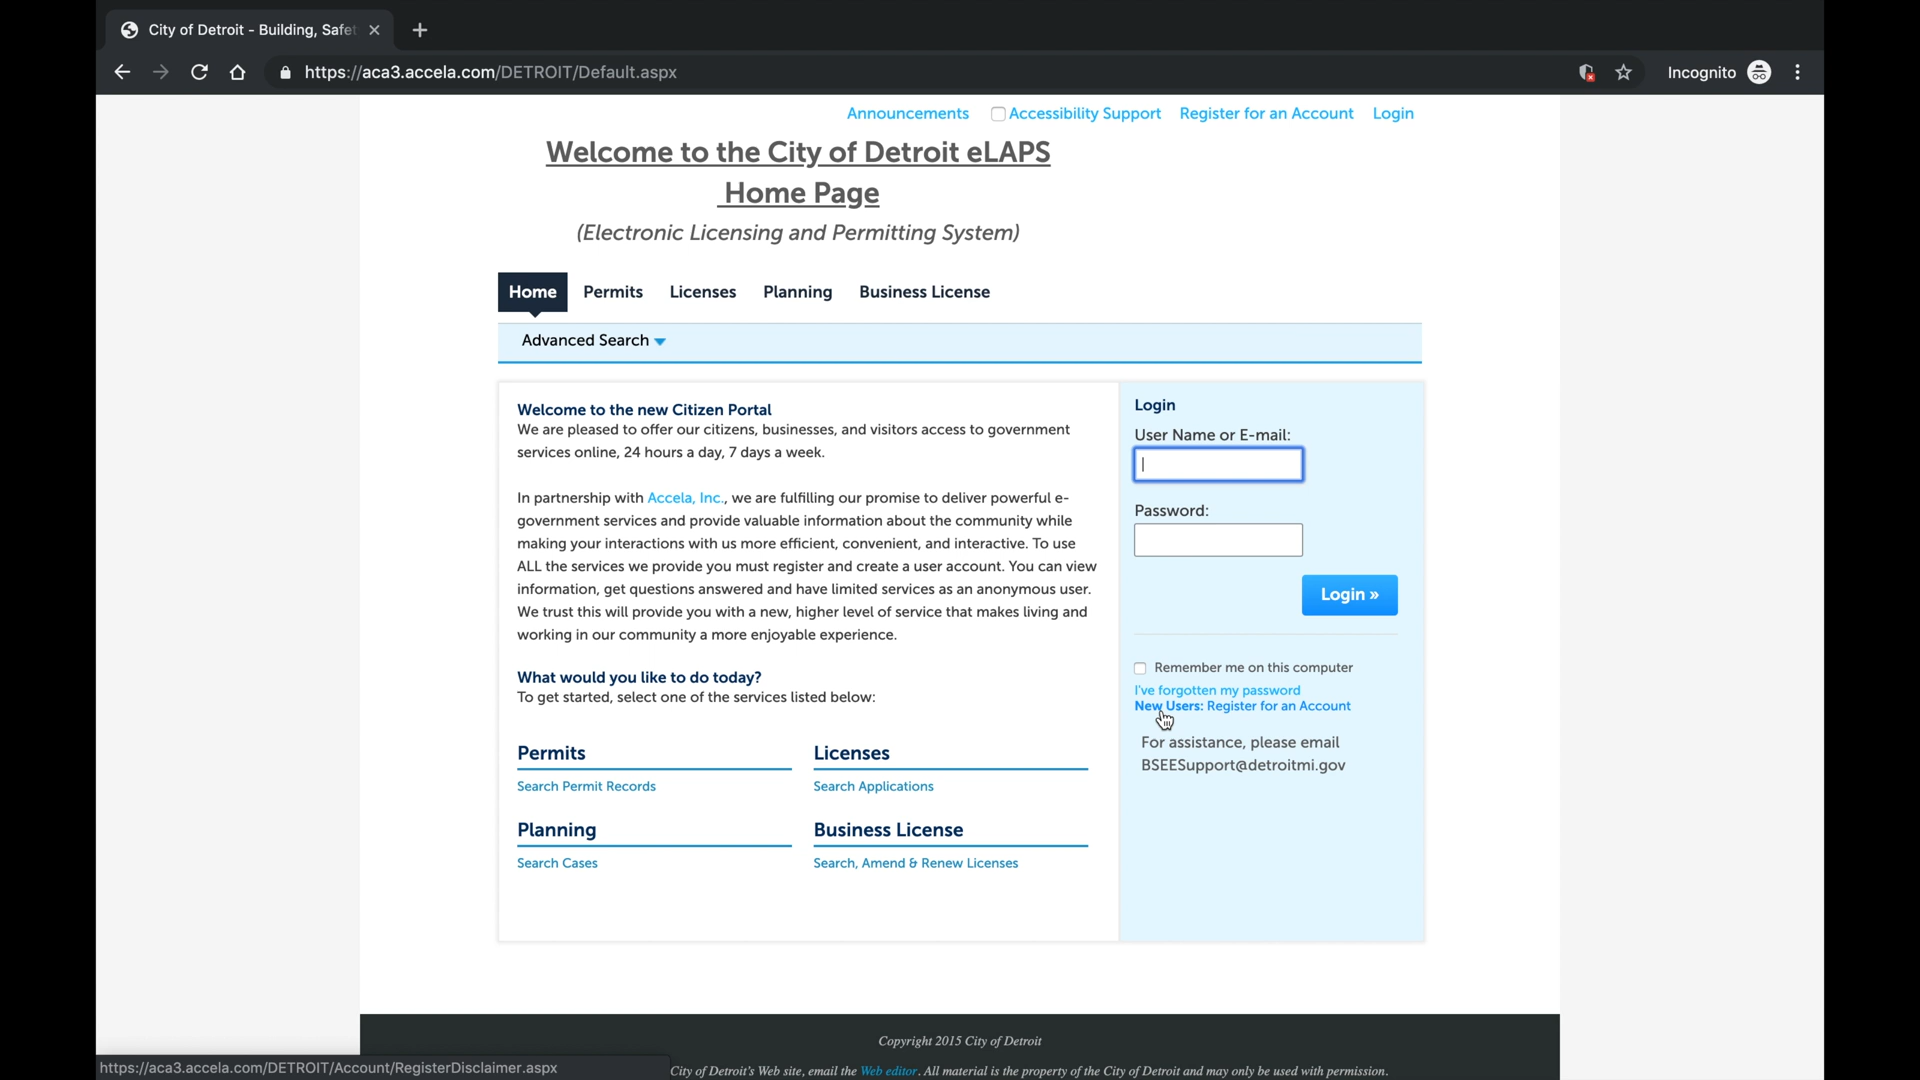 City of Detroit - Building, Safet
https://aca3.accela.com/DETROIT/Default.aspx
Incognito
Announcements Accessibility Support Register for an Account Login
Welcome to the City of Detroit eLAPS
Home Page
(Electronic Licensing and Permitting System)
Home Permits Licenses Planning Business License
Advanced Search
Welcome to the new Citizen Portal
We are pleased to offer our citizens, businesses, and visitors access to government
services online, 24 hours a day, 7 days a week.
In partnership with Accela, Inc., we are fulfilling our promise to deliver powerful e-
government services and provide valuable information about the community while
making your interactions with us more efficient, convenient, and interactive. To use
ALL the services we provide you must register and create a user account. You can view
information, get questions answered and have limited services as an anonymous user.
We trust this will provide you with a new, higher level of service that makes living and
working in our community a more enjoyable experience.
What would you like to do today?
To get started, select one of the services listed below:
Permits
Search Permit Records
Licenses
Search Applications
Planning
Search Cases
Business License
Search, Amend & Renew Licenses
Login
User Name or E-mail:
Password:
Login »
Remember me on this computer
I've forgotten my password
New Users: Register for an Account
For assistance, please email
BSEESupport@detroitmi.gov
Copyright 2015 City of Detroit
City of Detroit's Web site, email the Web editor. All material is the property of the City of Detroit and may only be used with permission.
https://aca3.accela.com/DETROIT/Account/RegisterDisclaimer.aspx